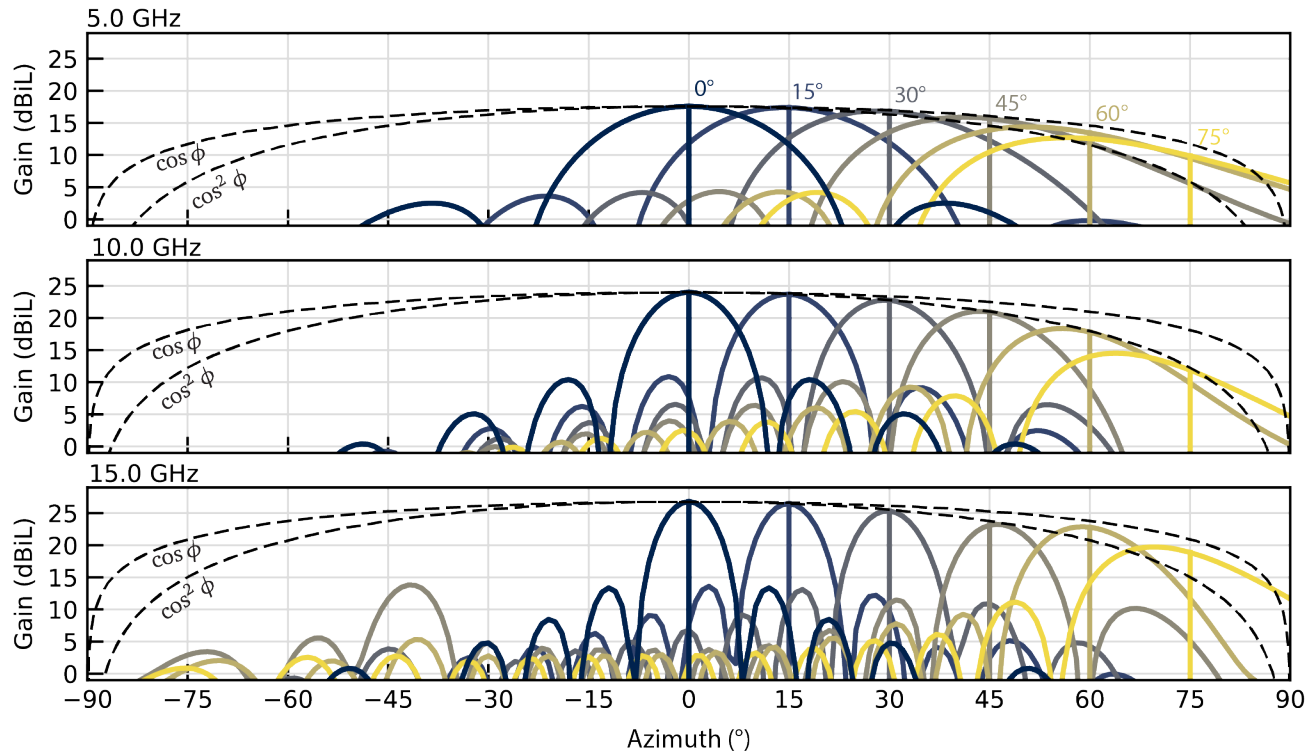 5.0 GHz
Gain (dBiL)
25
20
15
10
5
0
0°
15°
30°
45°
60°
75°
cos ϕ
cos² ϕ
10.0 GHz
Gain (dBiL)
25
20
15
10
5
0
cos ϕ
cos² ϕ
15.0 GHz
Gain (dBiL)
25
20
15
10
5
0
cos ϕ
cos² ϕ
−90 −75 −60 −45 −30 −15 0 15 30 45 60 75 90
Azimuth (°)